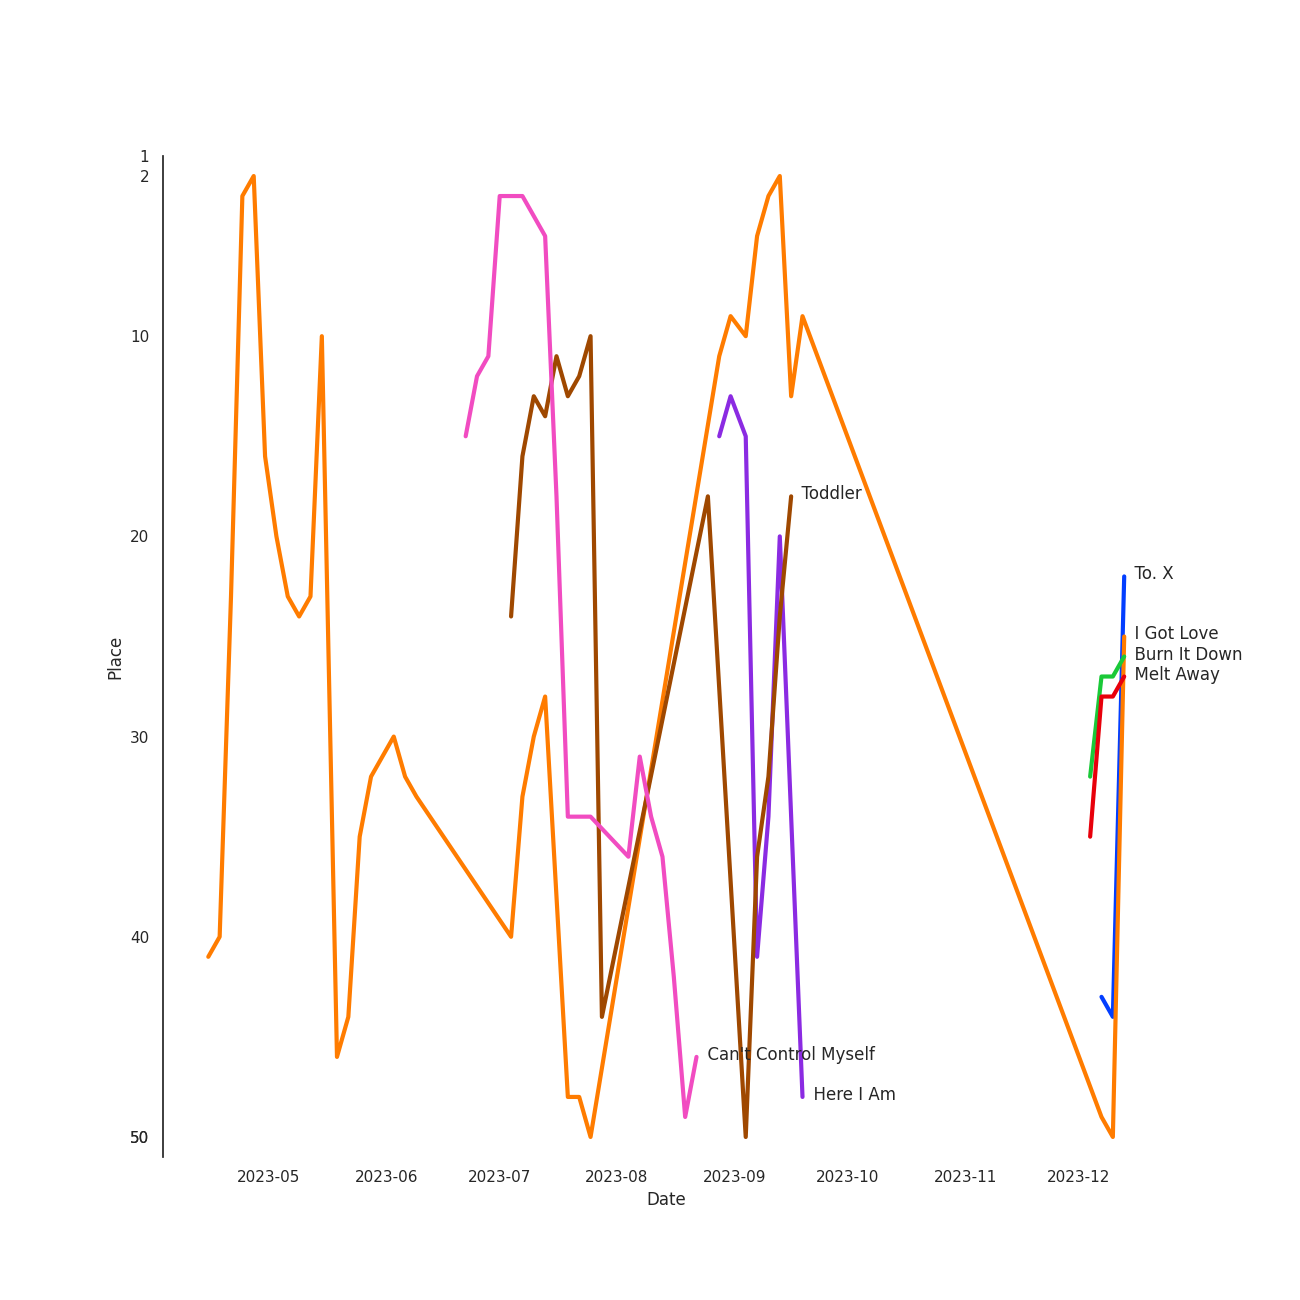 1
2
10
20
30
40
50
Place
Toddler
To. X
I Got Love
Burn It Down
Melt Away
Can't Control Myself
Here I Am
2023-05 2023-06 2023-07 2023-08 2023-09 2023-10 2023-11 2023-12
Date